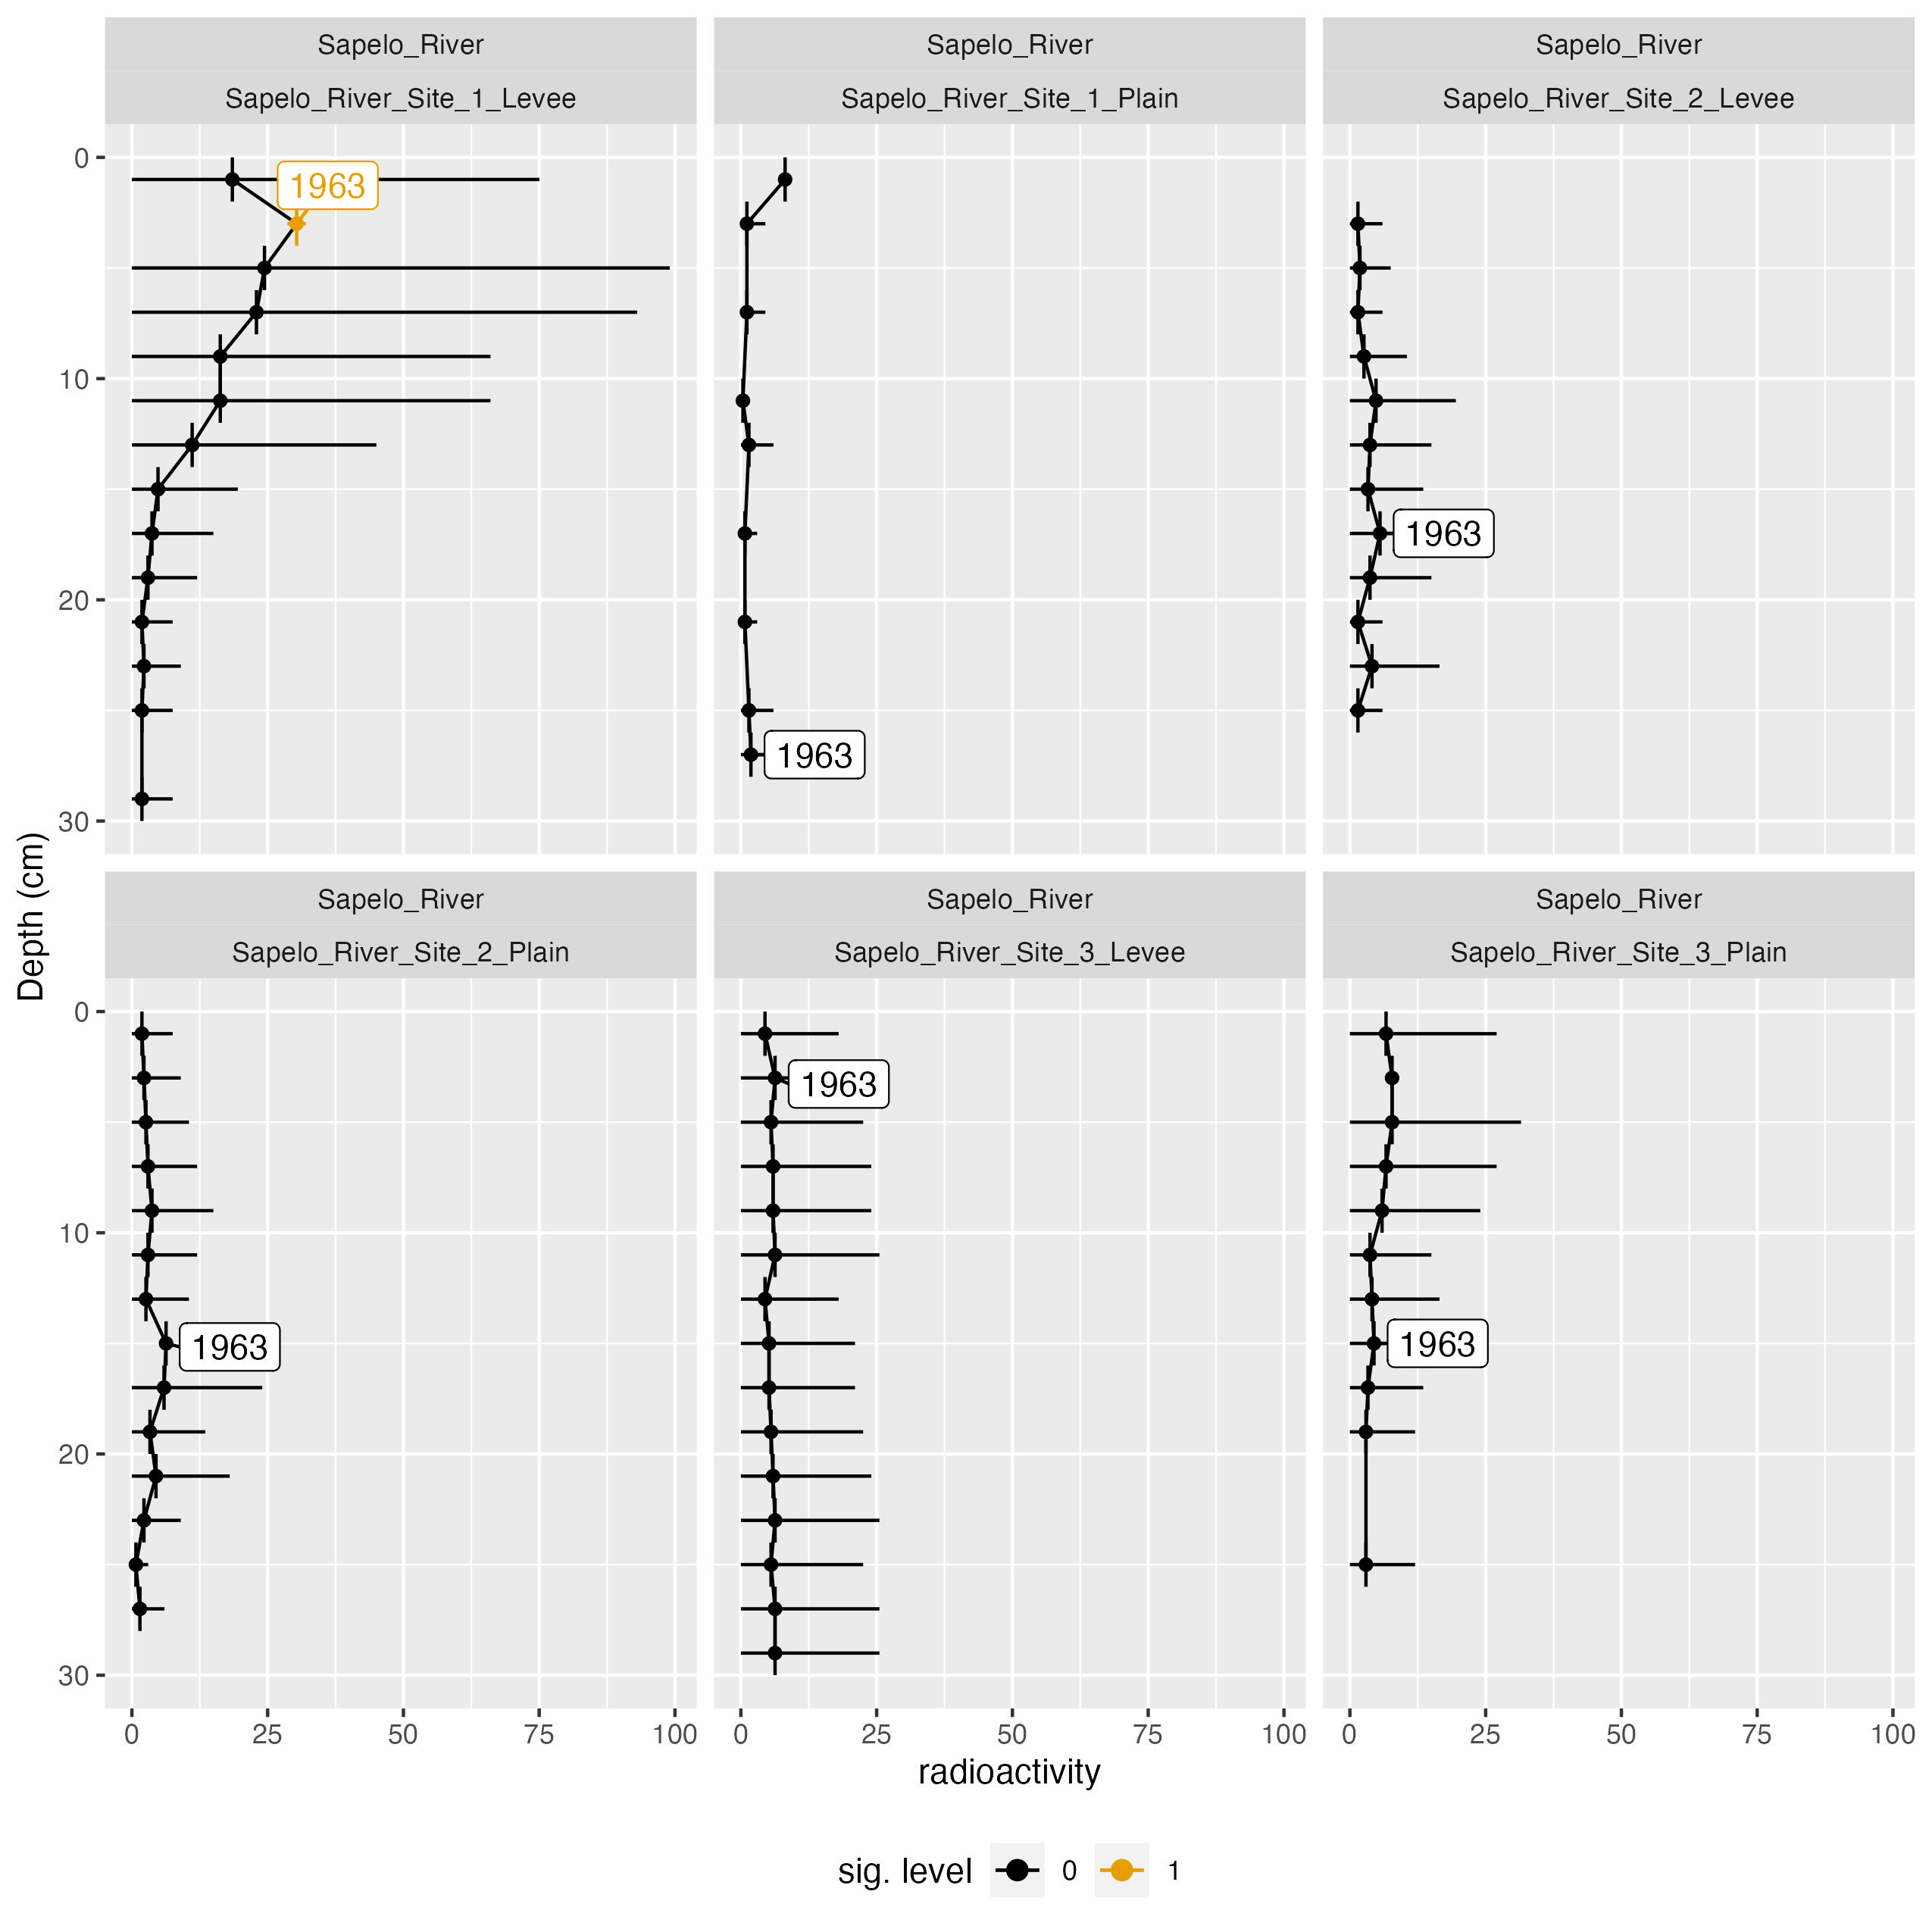 Sapelo_River
Sapelo_River_Site_1_Levee
Sapelo_River
Sapelo_River_Site_1_Plain
Sapelo_River
Sapelo_River_Site_2_Levee
0
10
20
30
1963
1963
1963
Depth (cm)
Sapelo_River
Sapelo_River_Site_2_Plain
Sapelo_River
Sapelo_River_Site_3_Levee
Sapelo_River
Sapelo_River_Site_3_Plain
0
10
20
30
1963
1963
1963
0 25 50 75 100
0 25 50 75 100
0 25 50 75 100
radioactivity
sig. level 0 1